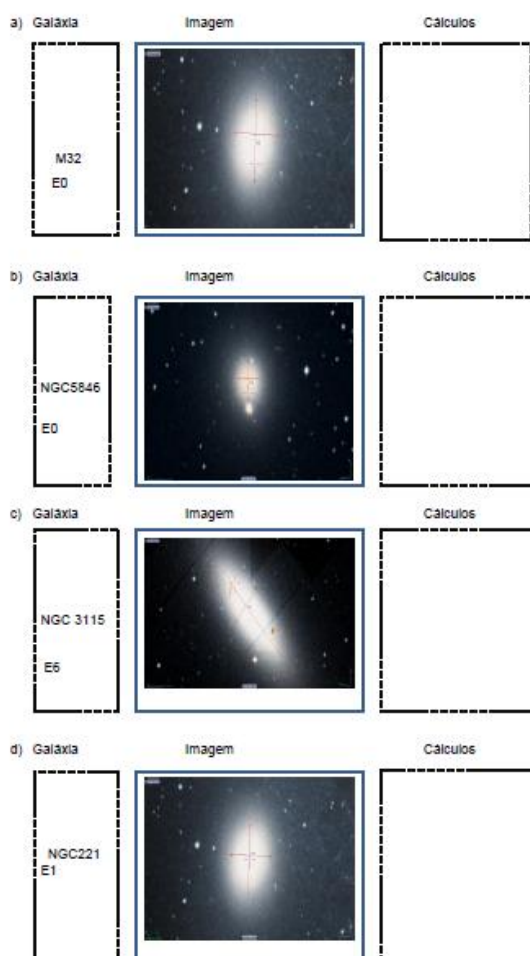 a) Galáxia Imagem Cálculos
M32
E0
b) Galáxia Imagem Cálculos
NGC5846
E0
c) Galáxia Imagem Cálculos
NGC 3115
E6
d) Galáxia Imagem Cálculos
NGC221
E1